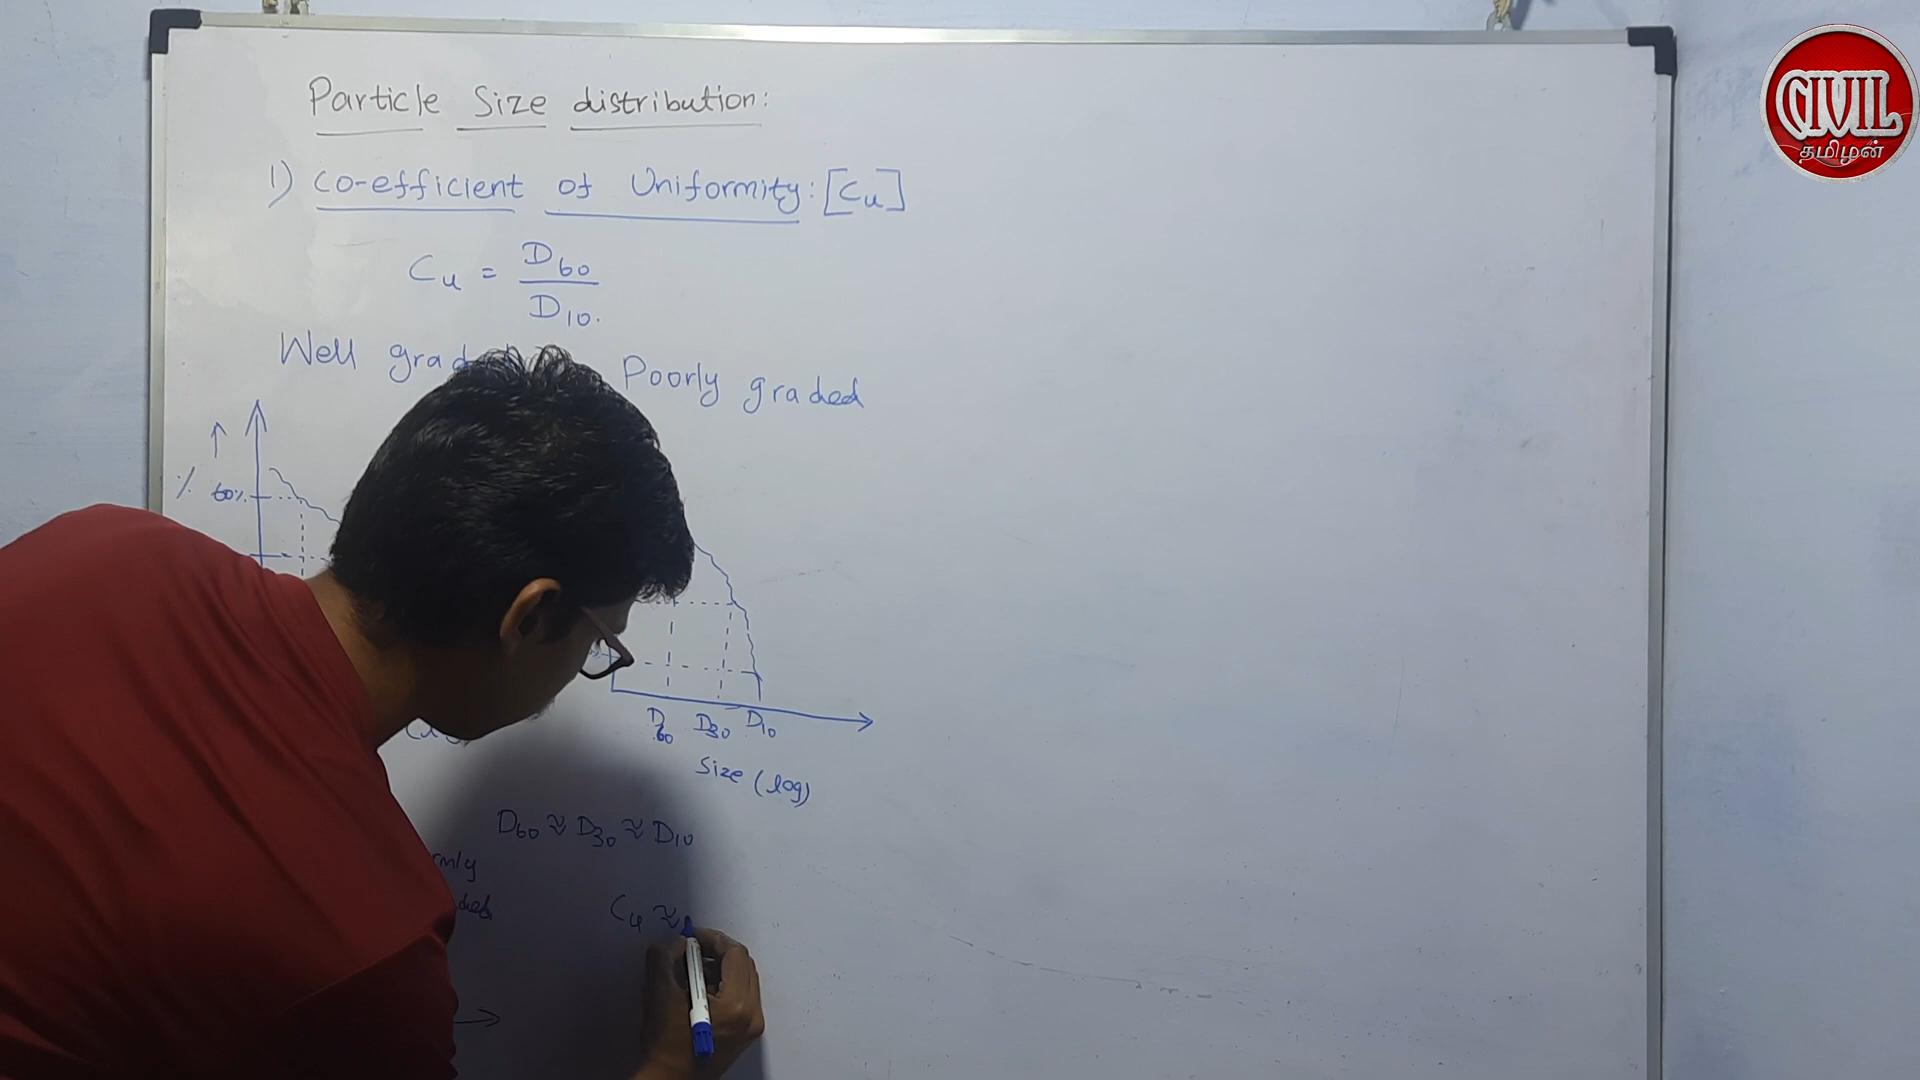 Particle Size distribution:
1) Co-efficient of Uniformity: [Cu]
Cu = D60
D10.
Well graded
Poorly graded
%
60%
D60 D30 D10
Size (log)
D60 ≈ D30 ≈ D10
Cu ≈
CIVIL
தமிழன்